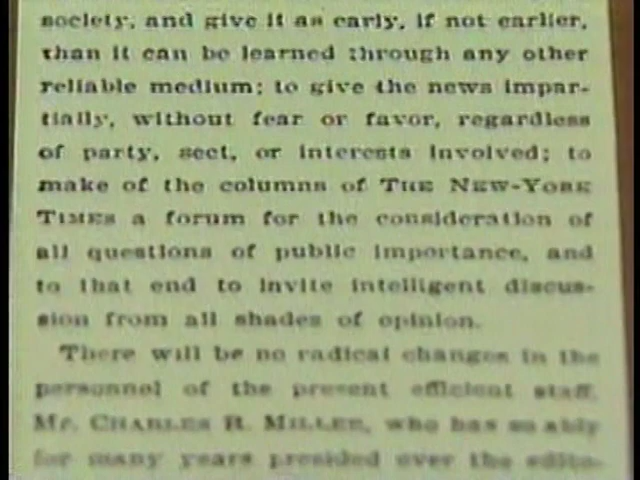 society, and give it as early, if not earlier,
than it can be learned through any other
reliable medium; to give the news impar-
tially, without fear or favor, regardless
of party, sect, or interests involved; to
make of the columns of THE NEW-YORK
TIMES a forum for the consideration of
all questions of public importance, and
to that end to invite intelligent discus-
sion from all shades of opinion.
There will be no radical changes in the
personnel of the present efficient staff.
Mr. CHARLES R. MILLER, who has so ably
for many years presided over the edito-